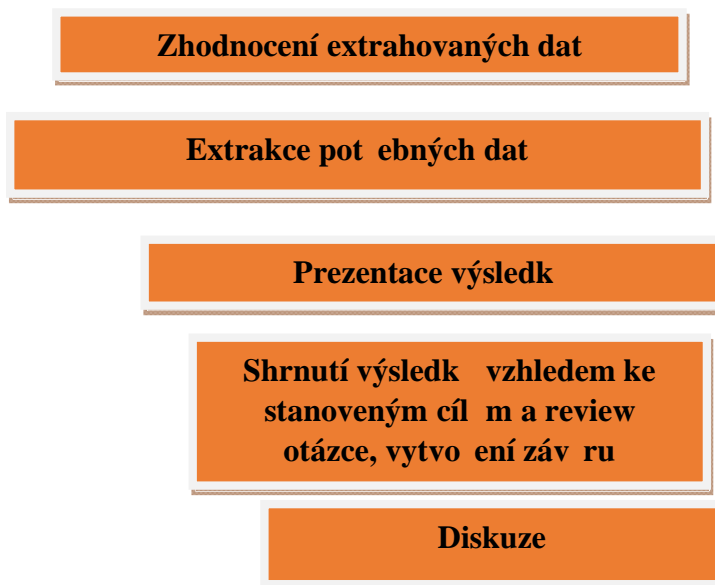 Zhodnocení extrahovaných dat
Extrakce pot ebných dat
Prezentace výsledk
Shrnutí výsledk vzhledem ke
stanoveným cíl m a review
otázce, vytvo ení záv ru
Diskuze